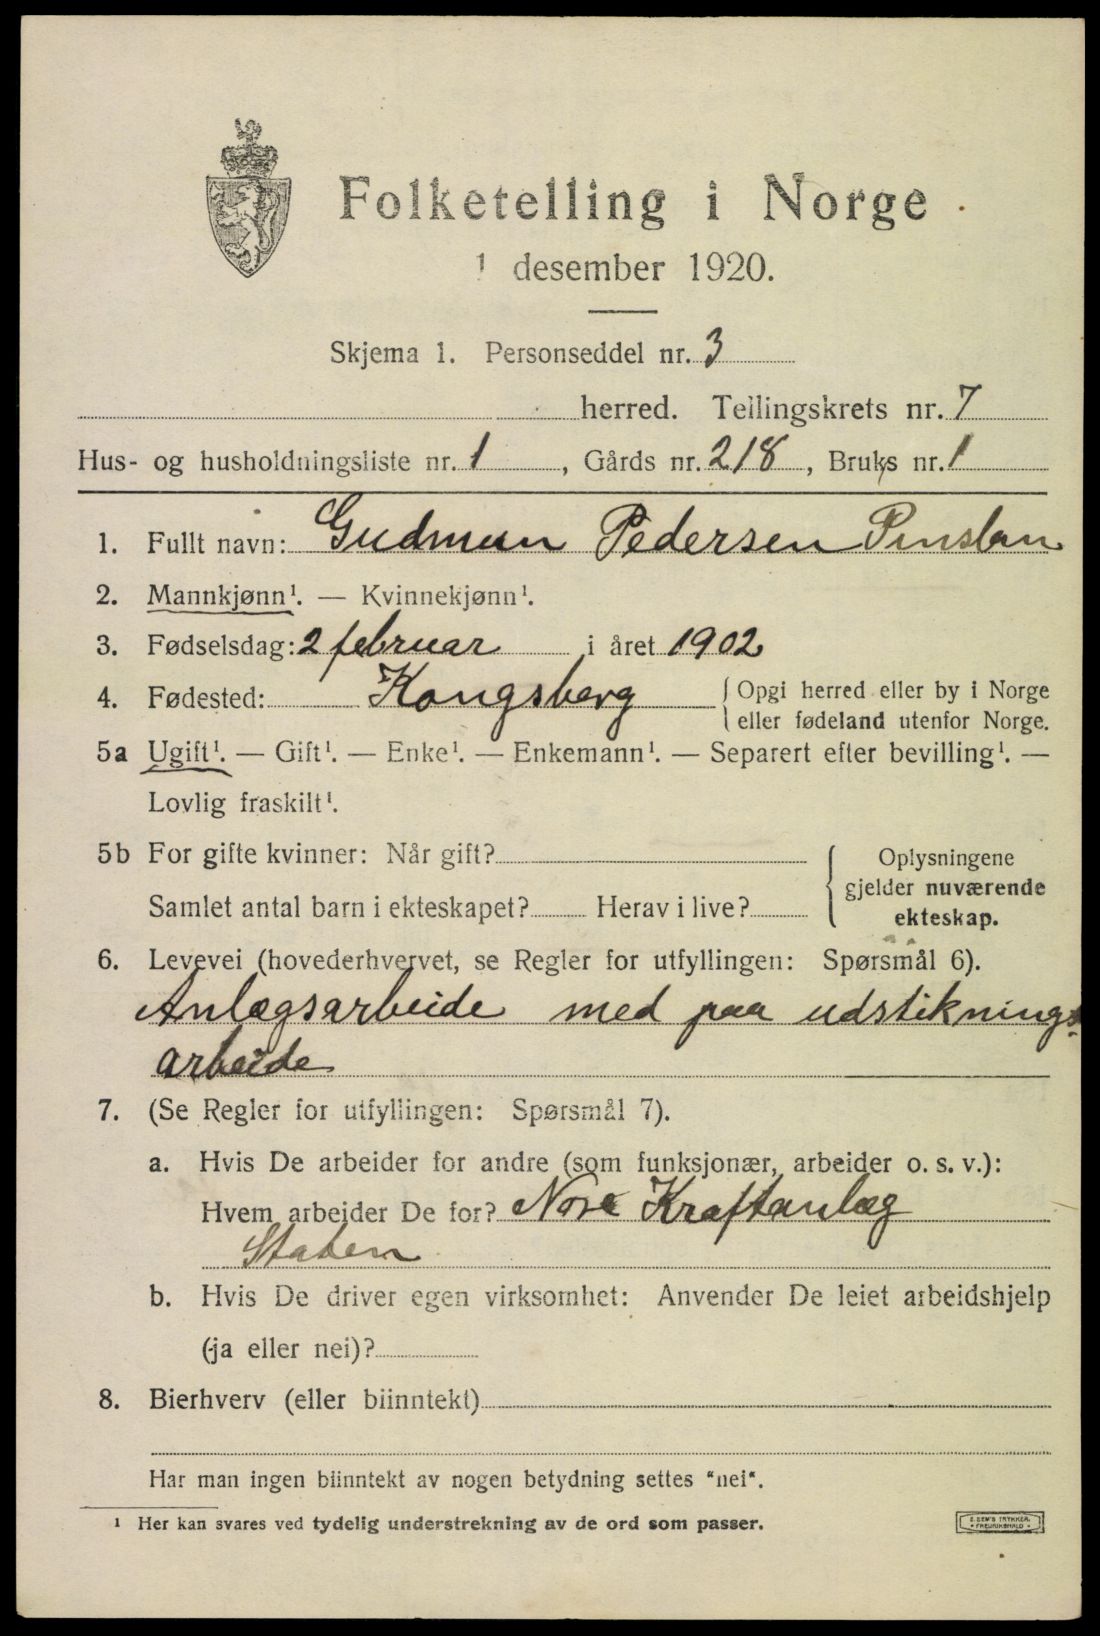 Folketelling i Norge
1 desember 1920.
Skjema 1. Personseddel nr. 3
herred. Tellingskrets nr. 7
Hus- og husholdningsliste nr. 1, Gårds nr. 218, Bruks nr. 1
1. Fullt navn: Gudmun Pedersen
2. Mannkjønn¹. — Kvinnekjønn¹.
3. Fødselsdag: 2 februar i året 1902
4. Fødested: Kongsberg { Opgi herred eller by i Norge
eller fødeland utenfor Norge.
5a Ugift¹. — Gift¹. — Enke¹. — Enkemann¹. — Separert efter bevilling¹. —
Lovlig fraskilt¹.
5b For gifte kvinner: Når gift?
Samlet antal barn i ekteskapet? Herav i live?
{ Oplysningene
gjelder nuværende
ekteskap.
6. Levevei (hovederhvervet, se Regler for utfyllingen: Spørsmål 6).
Anlægsarbeide med paa udstiknings-
arbeide
7. (Se Regler for utfyllingen: Spørsmål 7).
a. Hvis De arbeider for andre (som funksjonær, arbeider o. s. v.):
Hvem arbeider De for? Nore Kraftanlæg
Staten
b. Hvis De driver egen virksomhet: Anvender De leiet arbeidshjelp
(ja eller nei)?
8. Bierhverv (eller biinntekt)
Har man ingen biinntekt av nogen betydning settes "nei".
¹ Her kan svares ved tydelig understrekning av de ord som passer.
E. SEM'S TRYKKERI
FREDRIKSHALD